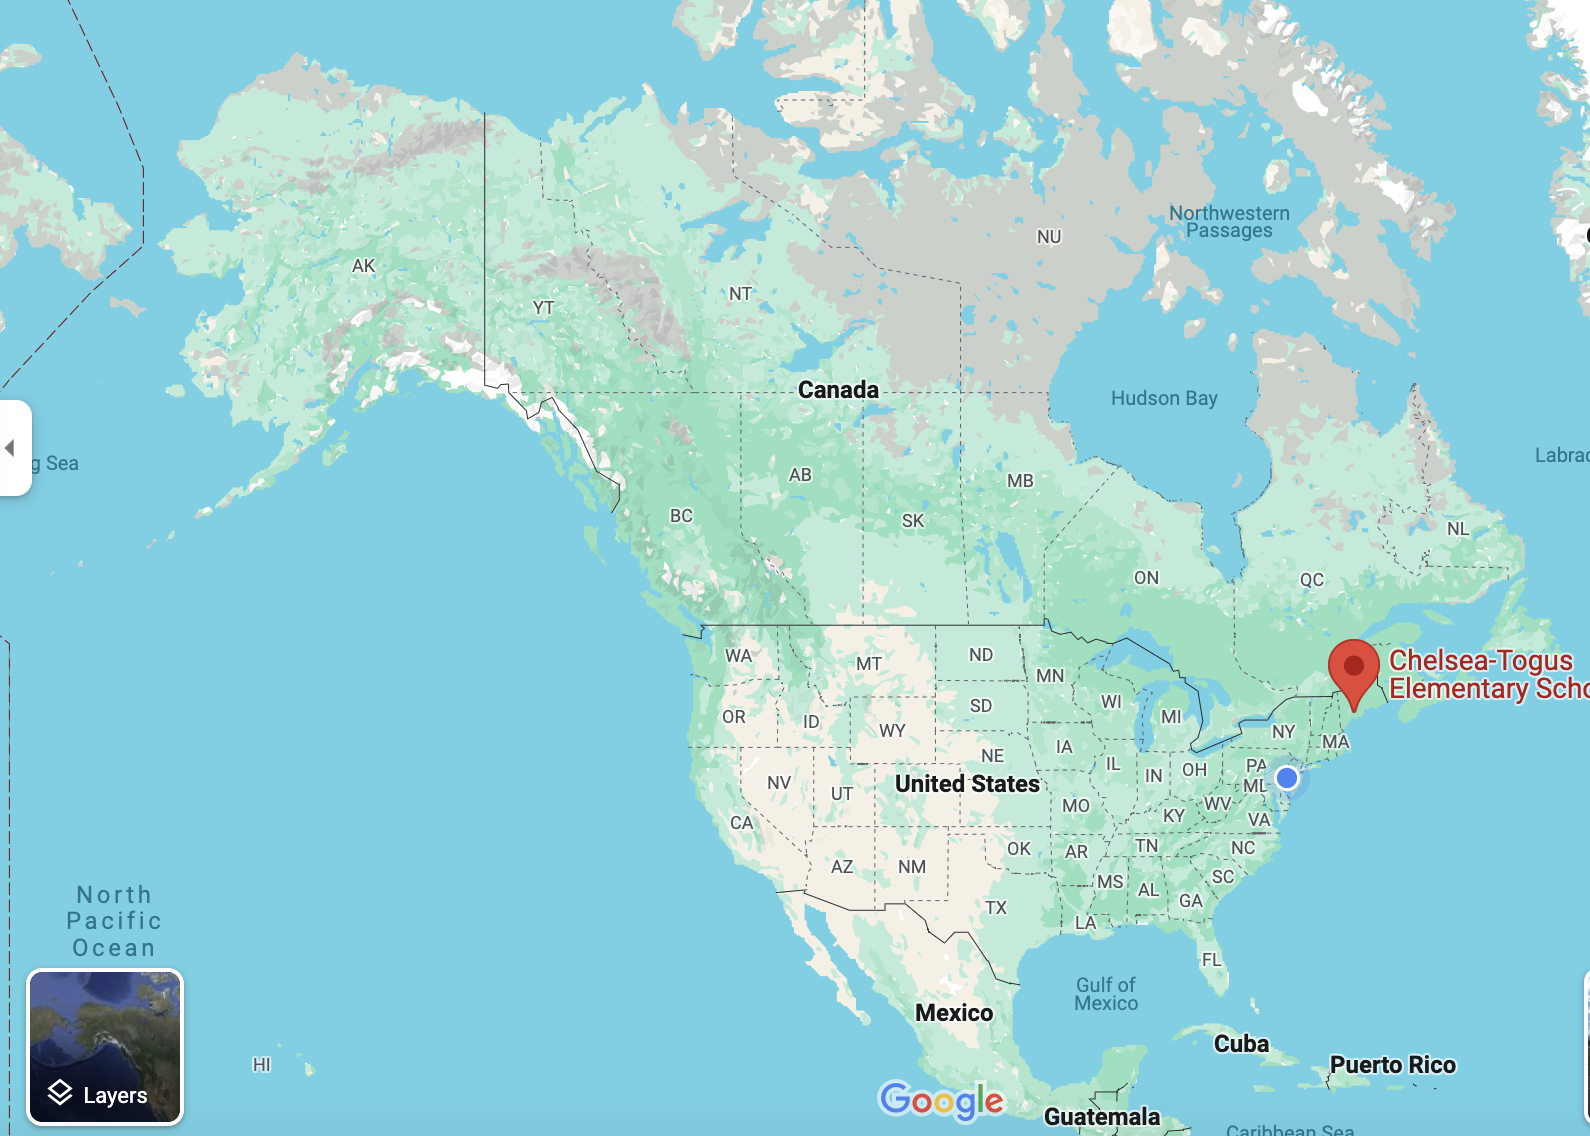 Northwestern
Passages
NU
AK
NT
YT
Canada
Hudson Bay
g Sea
Labrad
AB
MB
BC
SK
NL
ON
QC
WA
MT
ND
MN
Chelsea-Togus
Elementary Scho
OR
ID
SD
WI
MI
WY
NY
MA
IA
NE
IL
IN
OH
PA
NV
UT
United States
MD
MO
WV
KY
VA
CA
OK
AR
TN
NC
AZ
NM
MS
AL
SC
GA
TX
LA
FL
North
Pacific
Ocean
Gulf of
Mexico
Mexico
Cuba
HI
Puerto Rico
Layers
Google
Guatemala
Caribbean Sea